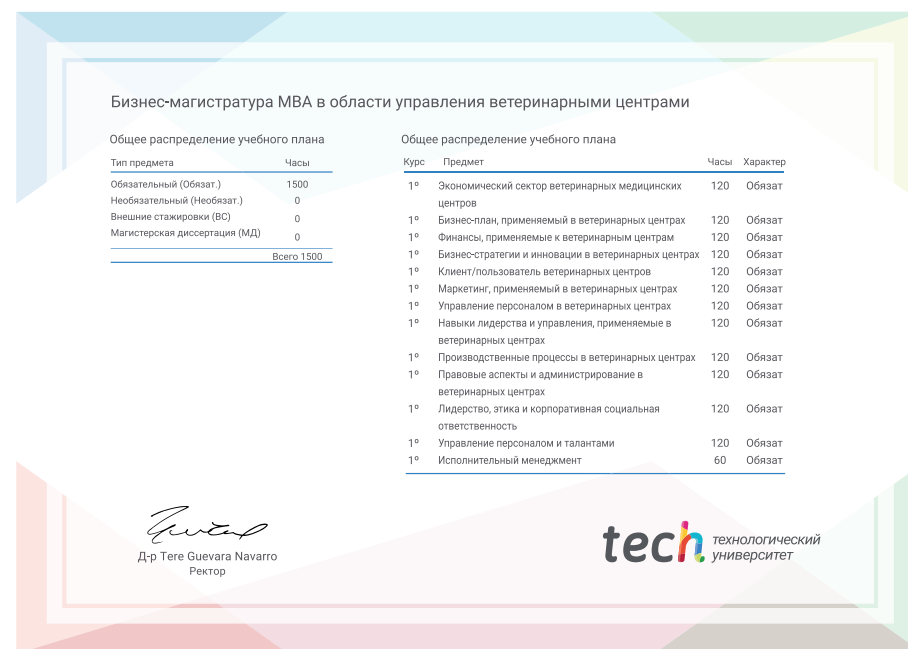 Бизнес-магистратура MBA в области управления ветеринарными центрами
Общее распределение учебного плана
Тип предмета Часы
Обязательный (Обязат.) 1500
Необязательный (Необязат.) 0
Внешние стажировки (ВС) 0
Магистерская диссертация (МД) 0
Всего 1500
Общее распределение учебного плана
Курс Предмет Часы Характер
1º Экономический сектор ветеринарных медицинских 120 Обязат
центров
1º Бизнес-план, применяемый в ветеринарных центрах 120 Обязат
1º Финансы, применяемые к ветеринарным центрам 120 Обязат
1º Бизнес-стратегии и инновации в ветеринарных центрах 120 Обязат
1º Клиент/пользователь ветеринарных центров 120 Обязат
1º Маркетинг, применяемый в ветеринарных центрах 120 Обязат
1º Управление персоналом в ветеринарных центрах 120 Обязат
1º Навыки лидерства и управления, применяемые в 120 Обязат
ветеринарных центрах
1º Производственные процессы в ветеринарных центрах 120 Обязат
1º Правовые аспекты и администрирование в 120 Обязат
ветеринарных центрах
1º Лидерство, этика и корпоративная социальная 120 Обязат
ответственность
1º Управление персоналом и талантами 120 Обязат
1º Исполнительный менеджмент 60 Обязат
Д-р Tere Guevara Navarro
Ректор
tech технологический
университет